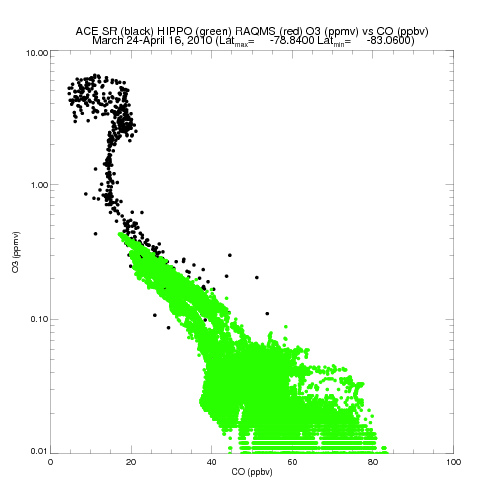 ACE SR (black) HIPPO (green) RAQMS (red) O3 (ppmv) vs CO (ppbv)
March 24-April 16, 2010 (Latmax= -78.8400 Latmin= -83.0600)
10.00
1.00
0.10
0.01
O3 (ppmv)
0 20 40 60 80 100
CO (ppbv)